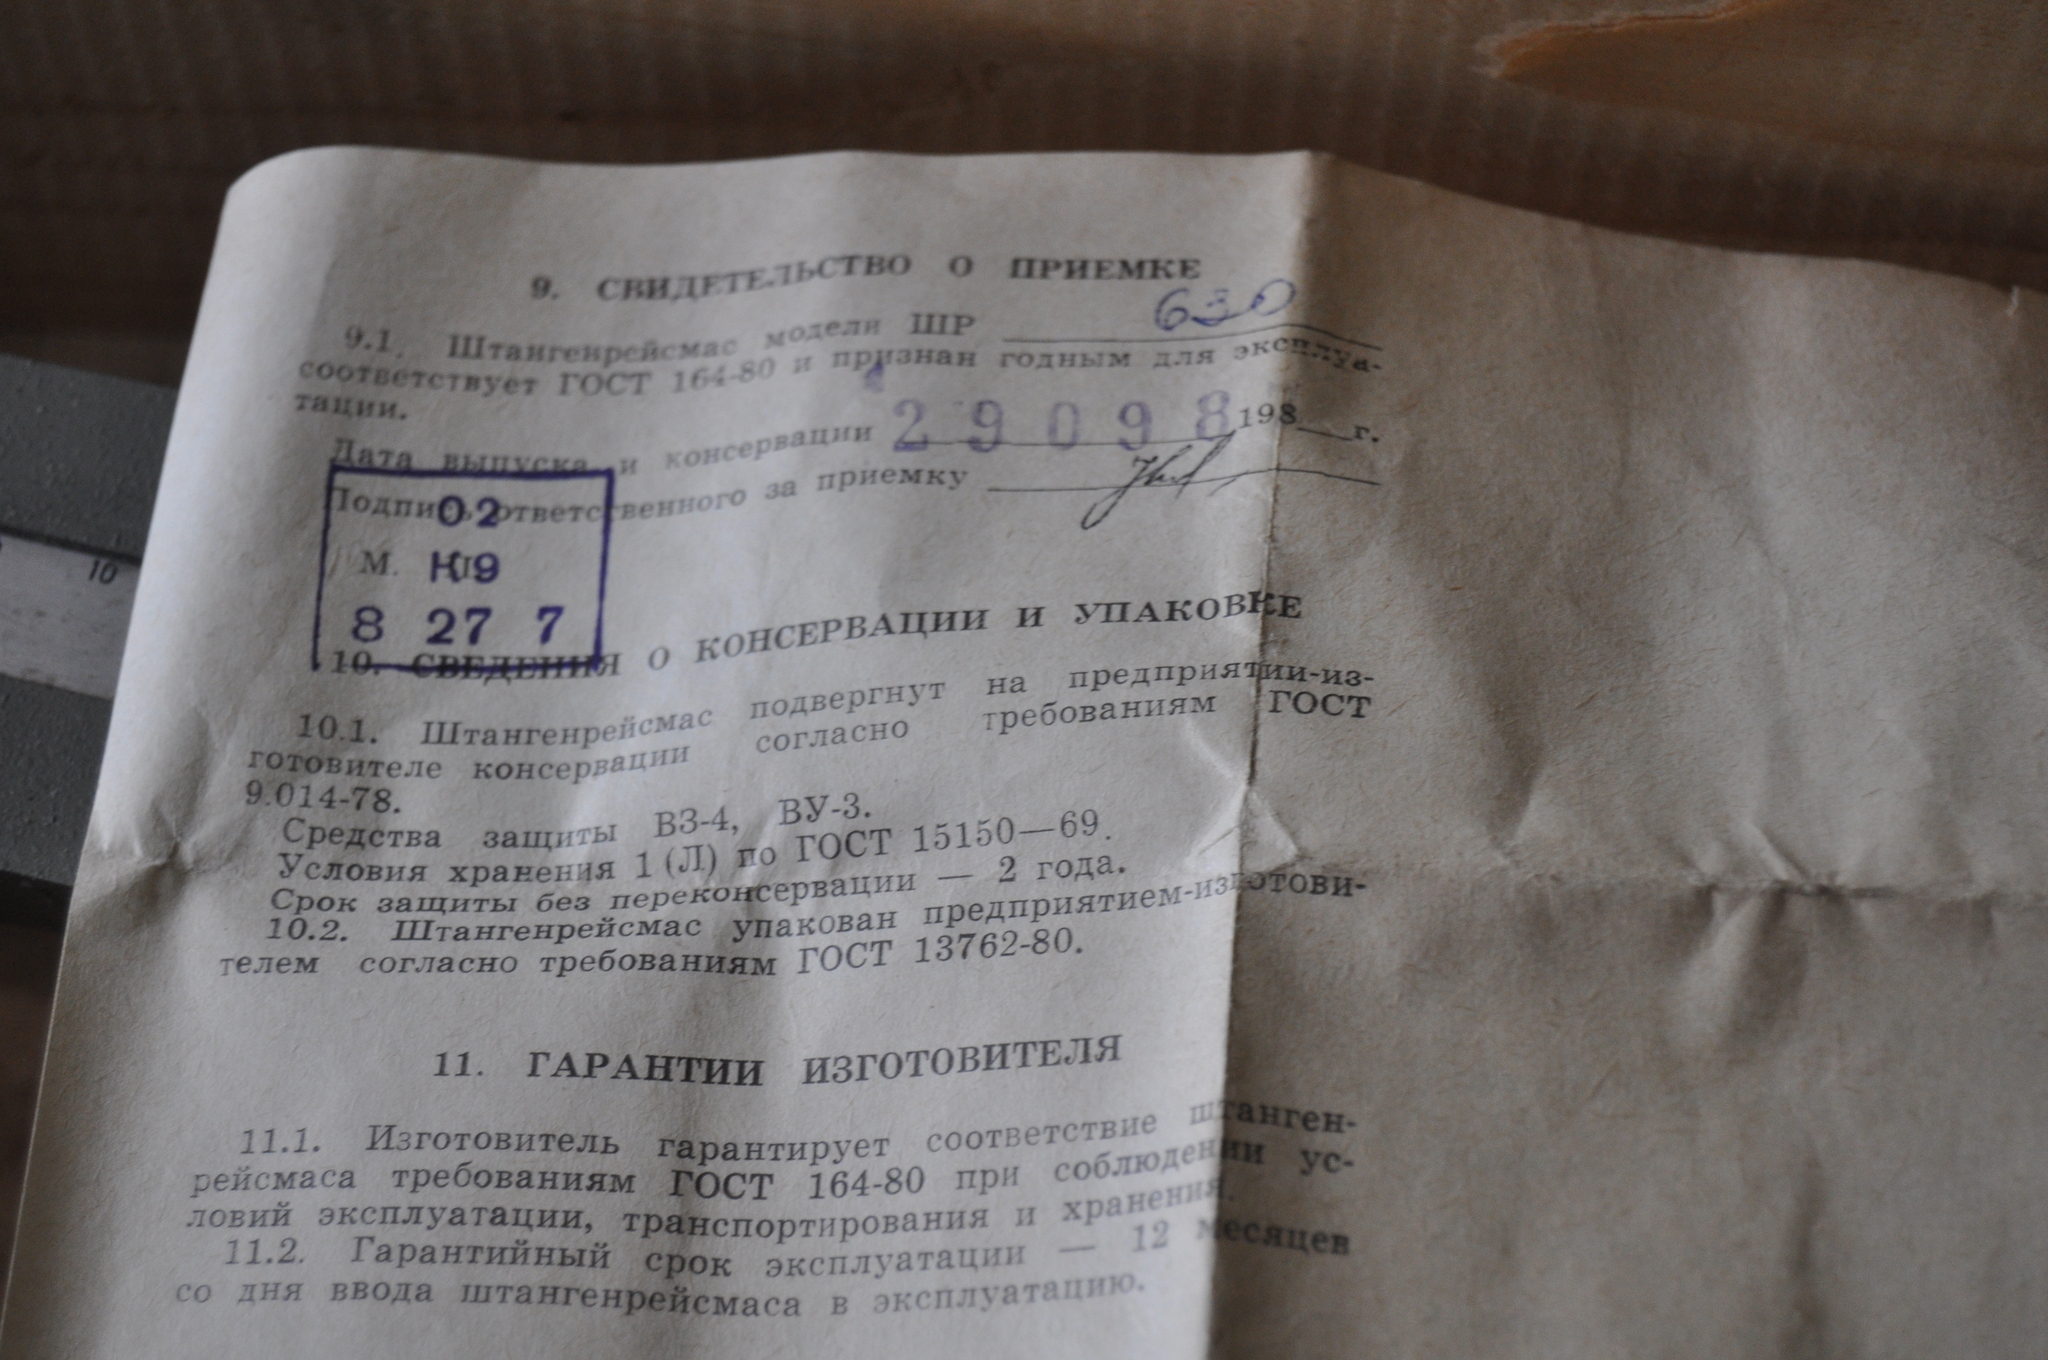 9. СВИДЕТЕЛЬСТВО О ПРИЕМКЕ
9.1. Штангенрейсмас модели ШР 630
соответствует ГОСТ 164-80 и признан годным для эксплуа-
тации.
Дата выпуска и консервации 29098 198 г.
Подпись ответственного за приемку
02
М. К9
8 27 7
10. СВЕДЕНИЯ О КОНСЕРВАЦИИ И УПАКОВКЕ
10.1. Штангенрейсмас подвергнут на предприятии-из-
готовителе консервации согласно требованиям ГОСТ
9.014-78.
Средства защиты ВЗ-4, ВУ-3.
Условия хранения 1 (Л) по ГОСТ 15150—69.
Срок защиты без переконсервации — 2 года.
10.2. Штангенрейсмас упакован предприятием-изготови-
телем согласно требованиям ГОСТ 13762-80.
11. ГАРАНТИИ ИЗГОТОВИТЕЛЯ
11.1. Изготовитель гарантирует соответствие штанген-
рейсмаса требованиям ГОСТ 164-80 при соблюдении ус-
ловий эксплуатации, транспортирования и хранения.
11.2. Гарантийный срок эксплуатации — 12 месяцев
со дня ввода штангенрейсмаса в эксплуатацию.
10